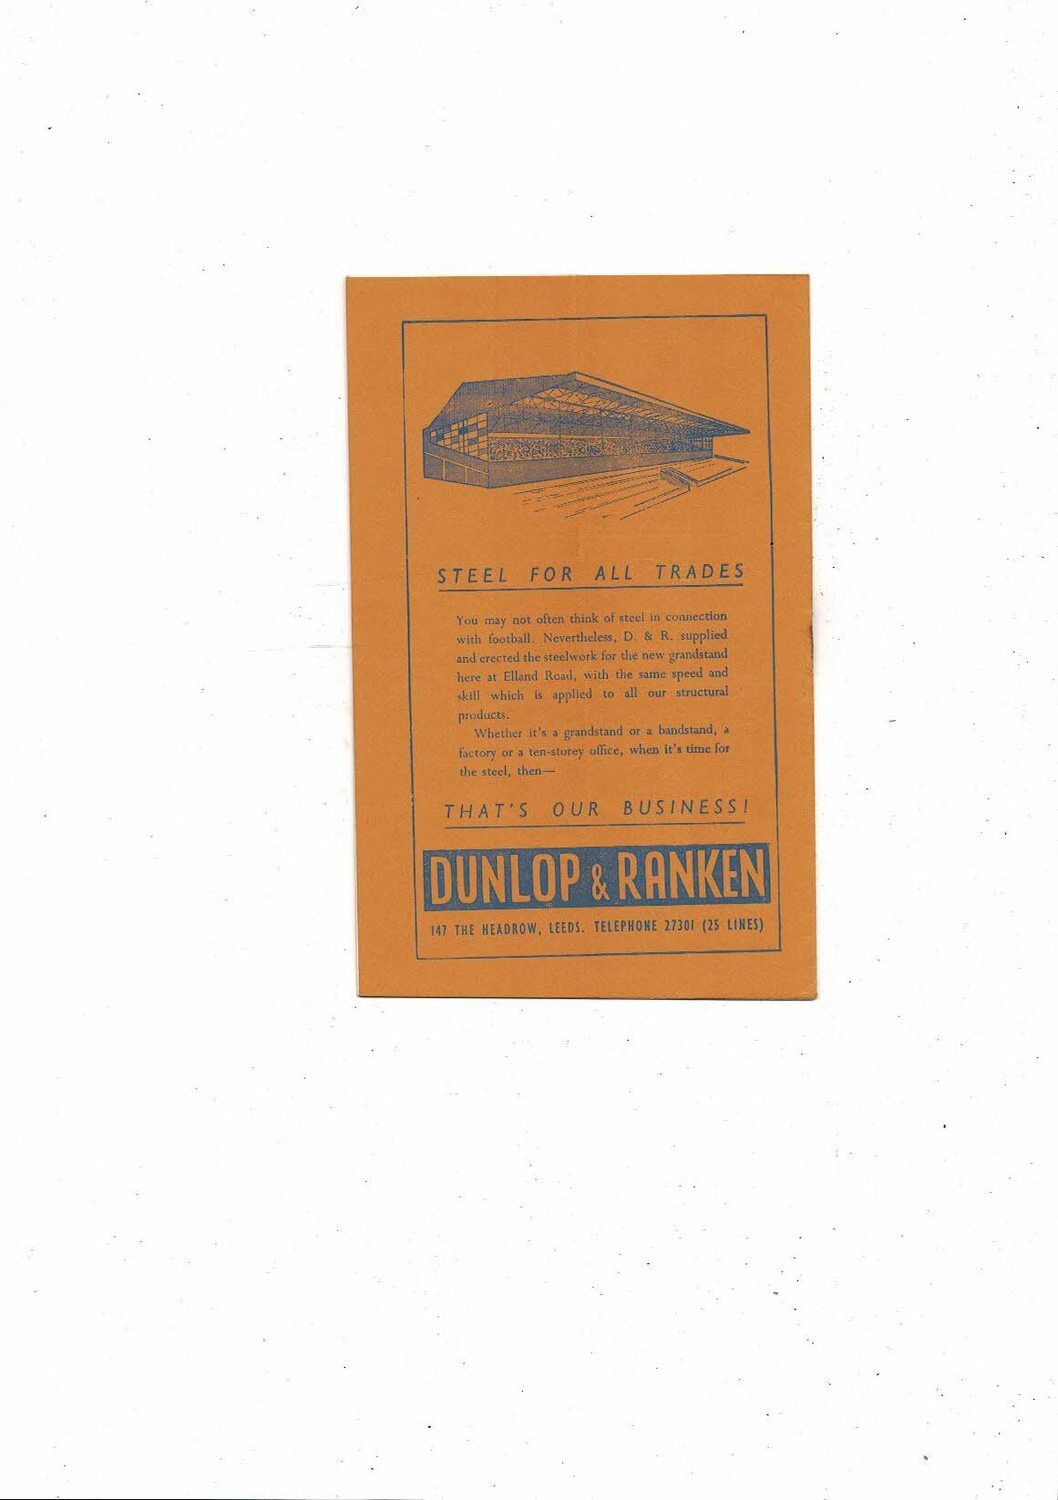 STEEL FOR ALL TRADES
You may not often think of steel in connection
with football. Nevertheless, D. & R. supplied
and erected the steelwork for the new grandstand
here at Elland Road, with the same speed and
skill which is applied to all our structural
products.
Whether it's a grandstand or a bandstand, a
factory or a ten-storey office, when it's time for
the steel, then—
THAT'S OUR BUSINESS!
DUNLOP & RANKEN
147 THE HEADROW, LEEDS. TELEPHONE 27301 (25 LINES)